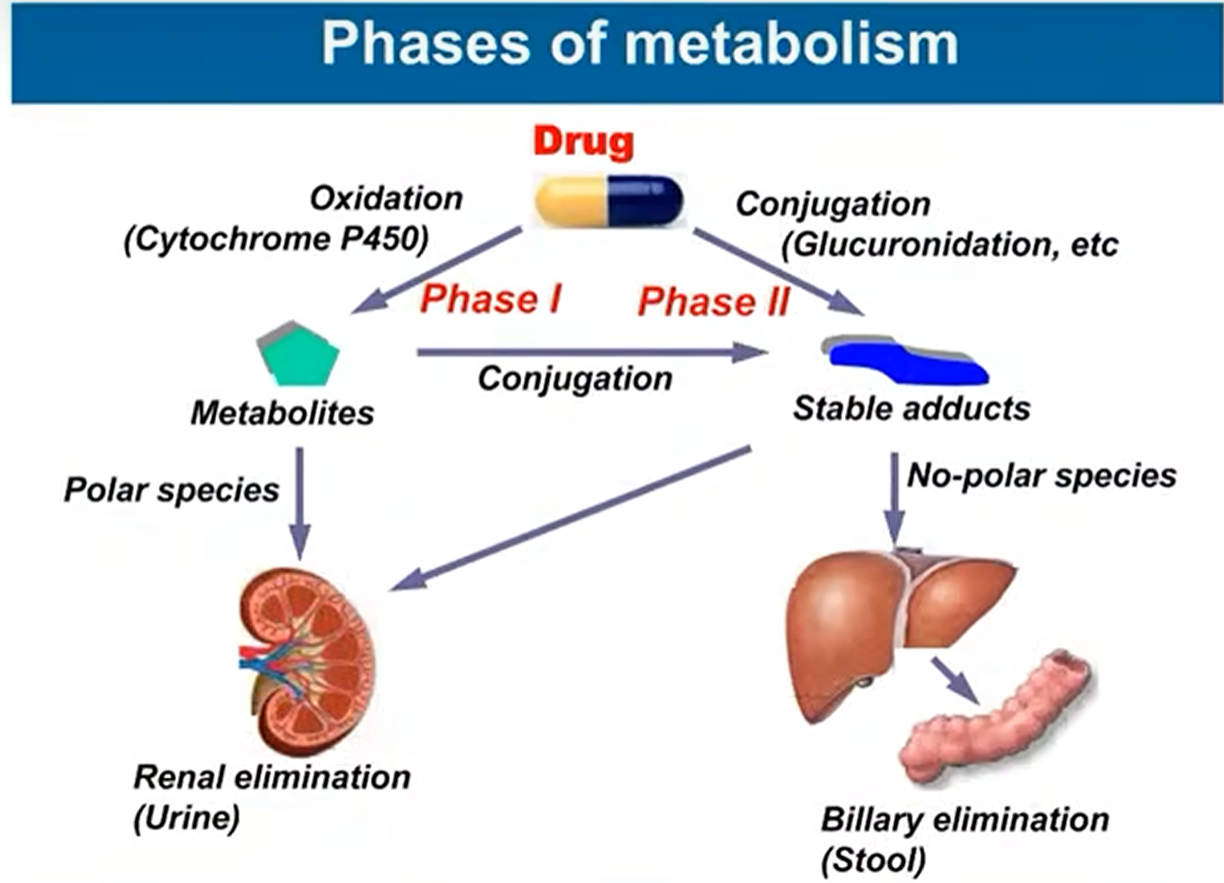 Phases of metabolism
Drug
Oxidation
(Cytochrome P450)
Conjugation
(Glucuronidation, etc
Phase I
Phase II
Conjugation
Metabolites
Stable adducts
Polar species
No-polar species
Renal elimination
(Urine)
Billary elimination
(Stool)